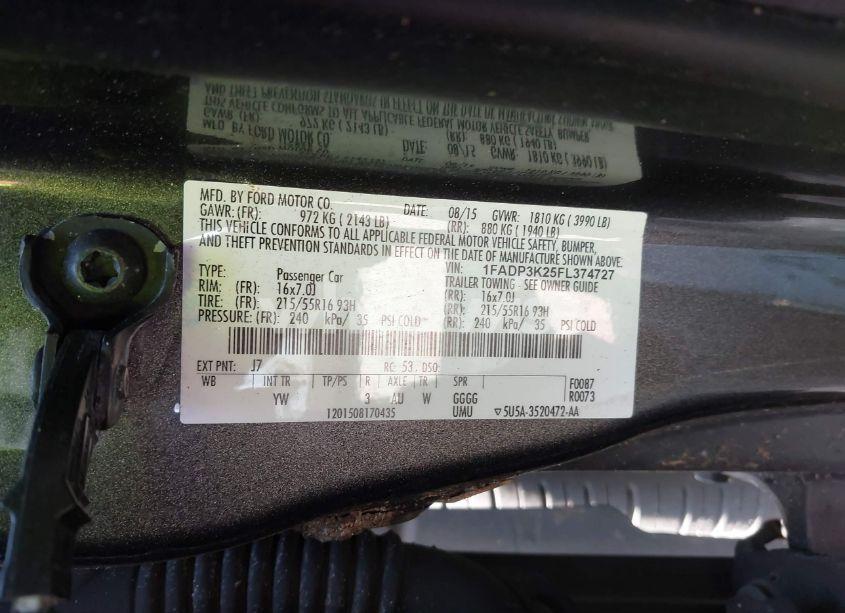 MFD. BY FORD MOTOR CO. DATE: 08/15 GVWR: 1810 KG ( 3990 LB)
GAWR: (FR): 972 KG ( 2143 LB) (RR): 880 KG ( 1940 LB)
THIS VEHICLE CONFORMS TO ALL APPLICABLE FEDERAL MOTOR VEHICLE SAFETY, BUMPER,
AND THEFT PREVENTION STANDARDS IN EFFECT ON THE DATE OF MANUFACTURE SHOWN ABOVE.
VIN: 1FADP3K25FL374727
TYPE: Passenger Car TRAILER TOWING - SEE OWNER GUIDE
RIM: (FR): 16x7.0J (RR): 16x7.0J
TIRE: (FR): 215/55R16 93H (RR): 215/55R16 93H
PRESSURE: (FR): 240 kPa/ 35 PSI COLD (RR): 240 kPa/ 35 PSI COLD
EXT PNT: J7 RC: 53 DSO:
WB INT TR TP/PS R AXLE TR SPR F0087
YW 3 AU W GGGG R0073
1201508170435 UMU ▽5U5A-3520472-AA